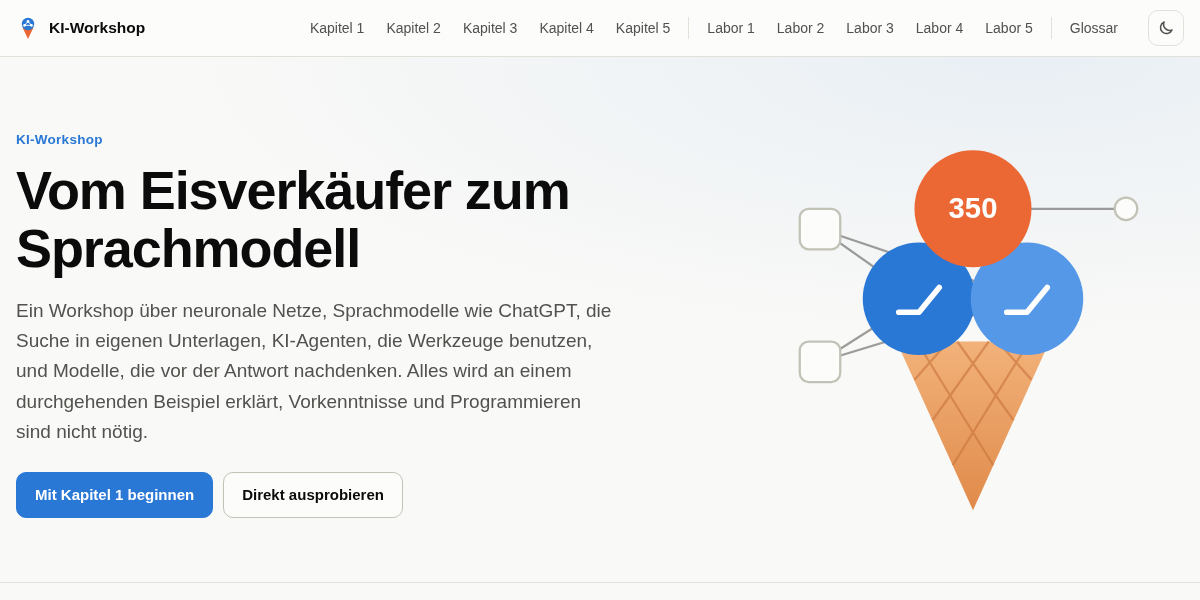 KI-Workshop
Kapitel 1
Kapitel 2
Kapitel 3
Kapitel 4
Kapitel 5
Labor 1
Labor 2
Labor 3
Labor 4
Labor 5
Glossar
KI-Workshop
Vom Eisverkäufer zum
Sprachmodell
Ein Workshop über neuronale Netze, Sprachmodelle wie ChatGPT, die
Suche in eigenen Unterlagen, KI-Agenten, die Werkzeuge benutzen,
und Modelle, die vor der Antwort nachdenken. Alles wird an einem
durchgehenden Beispiel erklärt, Vorkenntnisse und Programmieren
sind nicht nötig.
Mit Kapitel 1 beginnen
Direkt ausprobieren
350